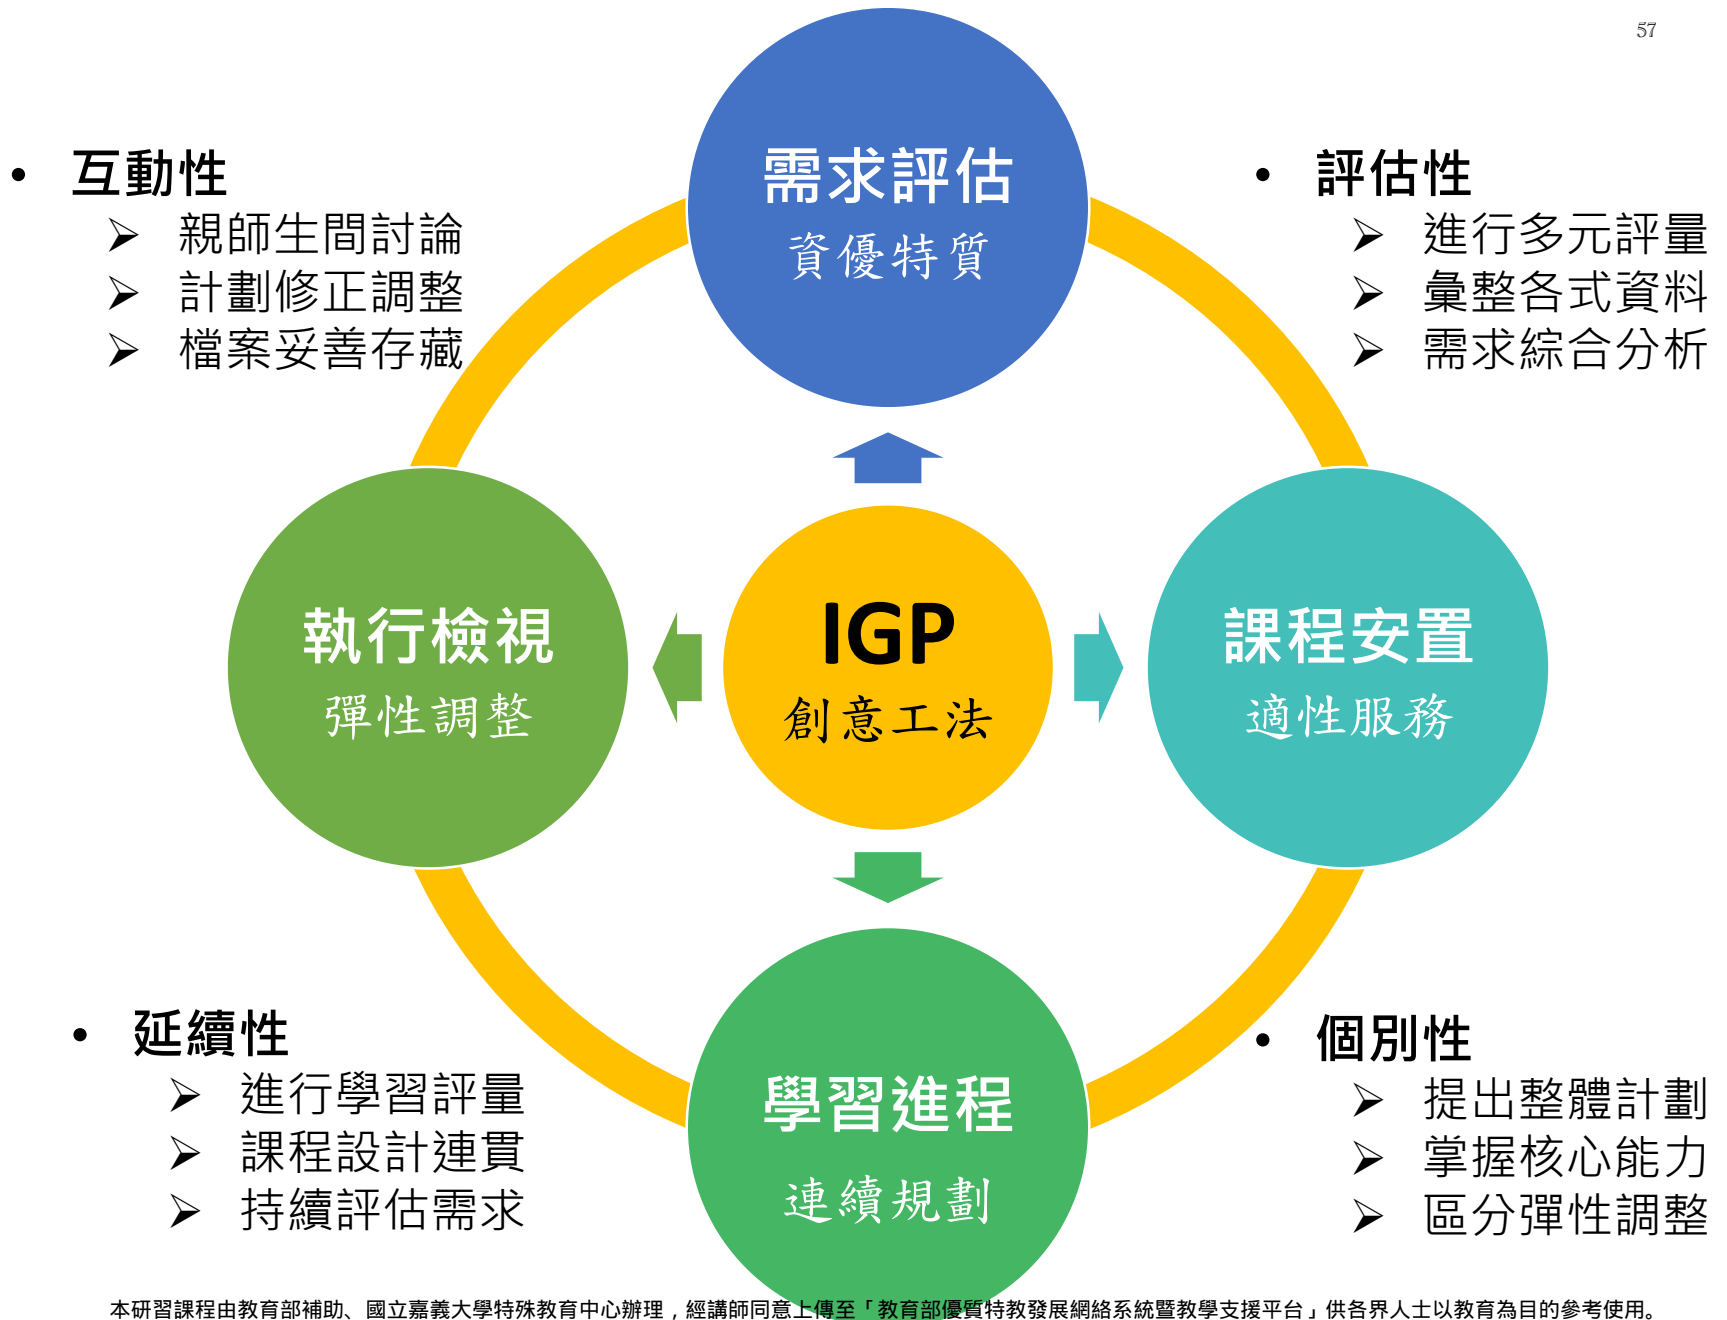 57
需求評估
資優特質
• 互動性
➢ 親師生間討論
➢ 計劃修正調整
➢ 檔案妥善存藏
• 評估性
➢ 進行多元評量
➢ 彙整各式資料
➢ 需求綜合分析
執行檢視
彈性調整
IGP
創意工法
課程安置
適性服務
• 延續性
➢ 進行學習評量
➢ 課程設計連貫
➢ 持續評估需求
學習進程
連續規劃
• 個別性
➢ 提出整體計劃
➢ 掌握核心能力
➢ 區分彈性調整
本研習課程由教育部補助、國立嘉義大學特殊教育中心辦理，經講師同意上傳至「教育部優質特教發展網絡系統暨教學支援平台」供各界人士以教育為目的參考使用。